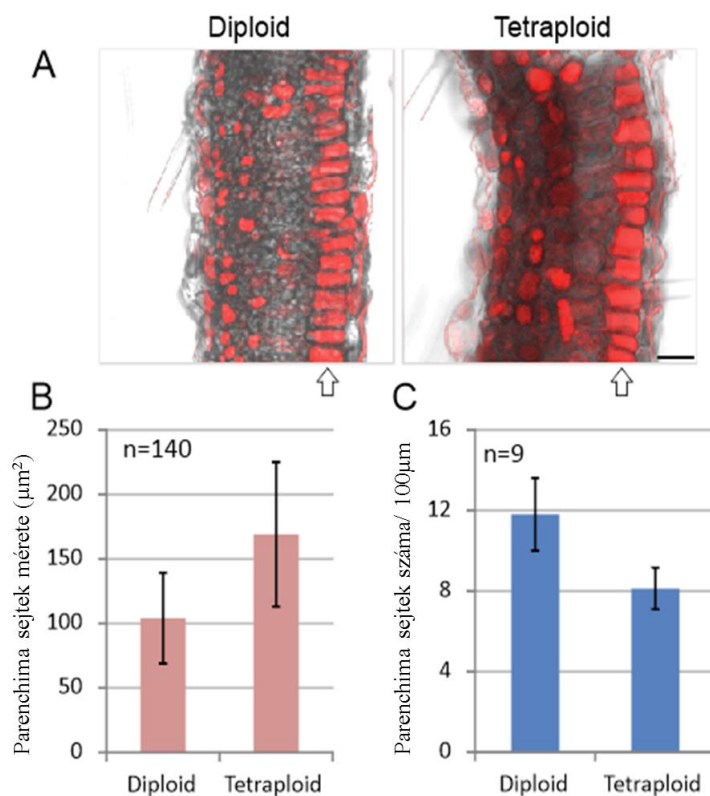 Diploid
Tetraploid
A
B
Parenchima sejtek mérete (µm²)
250
200
150
100
50
0
n=140
Diploid
Tetraploid
C
Parenchima sejtek száma/ 100µm
16
12
8
4
0
n=9
Diploid
Tetraploid